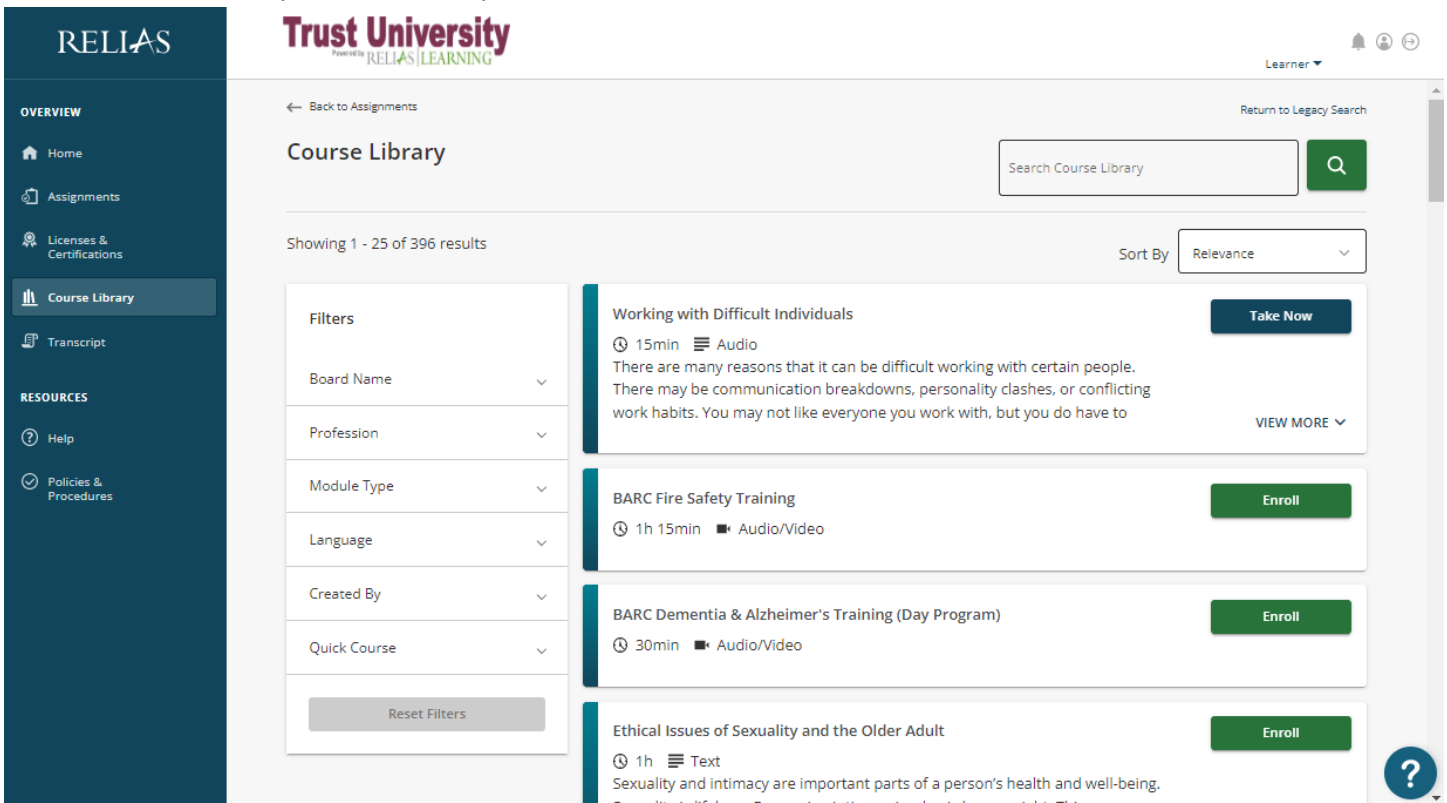 RELIAS
Trust University
Powered by RELIAS LEARNING
Learner
OVERVIEW
Home
Assignments
Licenses &
Certifications
Course Library
Transcript
RESOURCES
Help
Policies &
Procedures
Back to Assignments
Return to Legacy Search
Course Library
Search Course Library
Showing 1 - 25 of 396 results
Sort By
Relevance
Filters
Board Name
Profession
Module Type
Language
Created By
Quick Course
Reset Filters
Working with Difficult Individuals
Take Now
15min Audio
There are many reasons that it can be difficult working with certain people.
There may be communication breakdowns, personality clashes, or conflicting
work habits. You may not like everyone you work with, but you do have to
VIEW MORE
BARC Fire Safety Training
Enroll
1h 15min Audio/Video
BARC Dementia & Alzheimer's Training (Day Program)
Enroll
30min Audio/Video
Ethical Issues of Sexuality and the Older Adult
Enroll
1h Text
Sexuality and intimacy are important parts of a person's health and well-being.
?